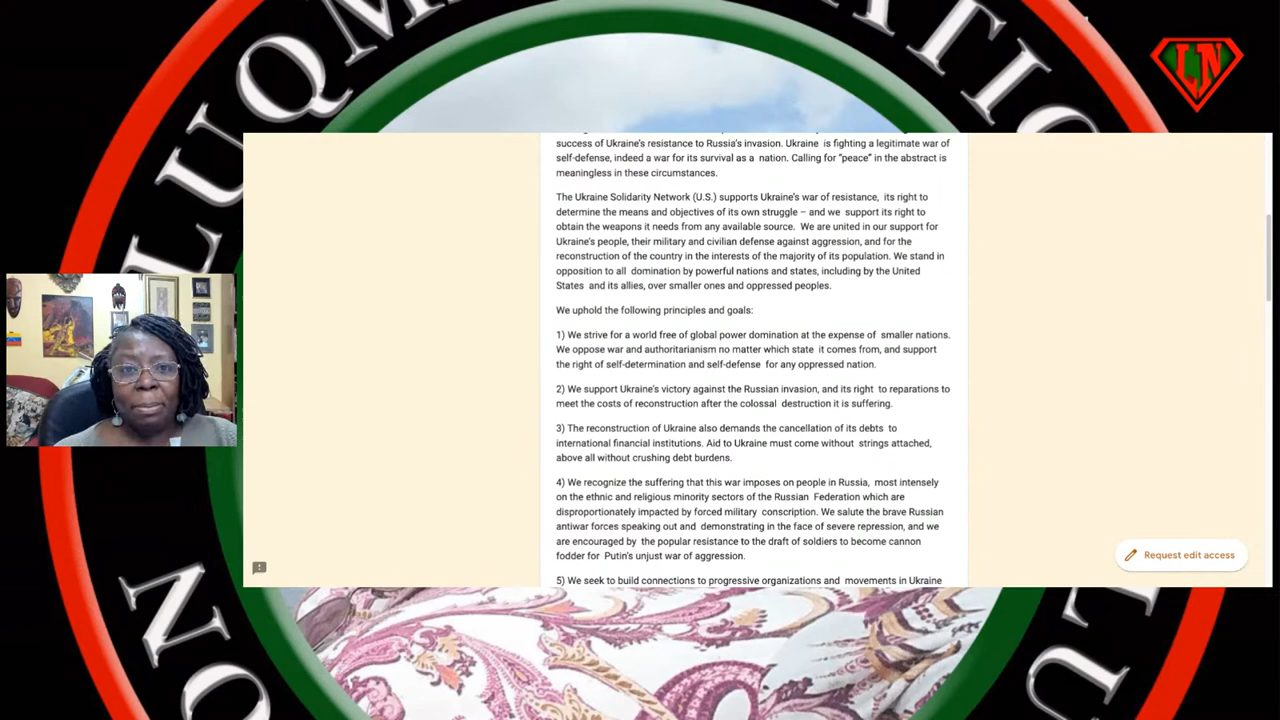 LN
success of Ukraine's resistance to Russia's invasion. Ukraine is fighting a legitimate war of
self-defense, indeed a war for its survival as a nation. Calling for “peace” in the abstract is
meaningless in these circumstances.
The Ukraine Solidarity Network (U.S.) supports Ukraine's war of resistance, its right to
determine the means and objectives of its own struggle – and we support its right to
obtain the weapons it needs from any available source. We are united in our support for
Ukraine's people, their military and civilian defense against aggression, and for the
reconstruction of the country in the interests of the majority of its population. We stand in
opposition to all domination by powerful nations and states, including by the United
States and its allies, over smaller ones and oppressed peoples.
We uphold the following principles and goals:
1) We strive for a world free of global power domination at the expense of smaller nations.
We oppose war and authoritarianism no matter which state it comes from, and support
the right of self-determination and self-defense for any oppressed nation.
2) We support Ukraine's victory against the Russian invasion, and its right to reparations to
meet the costs of reconstruction after the colossal destruction it is suffering.
3) The reconstruction of Ukraine also demands the cancellation of its debts to
international financial institutions. Aid to Ukraine must come without strings attached,
above all without crushing debt burdens.
4) We recognize the suffering that this war imposes on people in Russia, most intensely
on the ethnic and religious minority sectors of the Russian Federation which are
disproportionately impacted by forced military conscription. We salute the brave Russian
antiwar forces speaking out and demonstrating in the face of severe repression, and we
are encouraged by the popular resistance to the draft of soldiers to become cannon
fodder for Putin's unjust war of aggression.
5) We seek to build connections to progressive organizations and movements in Ukraine
Request edit access